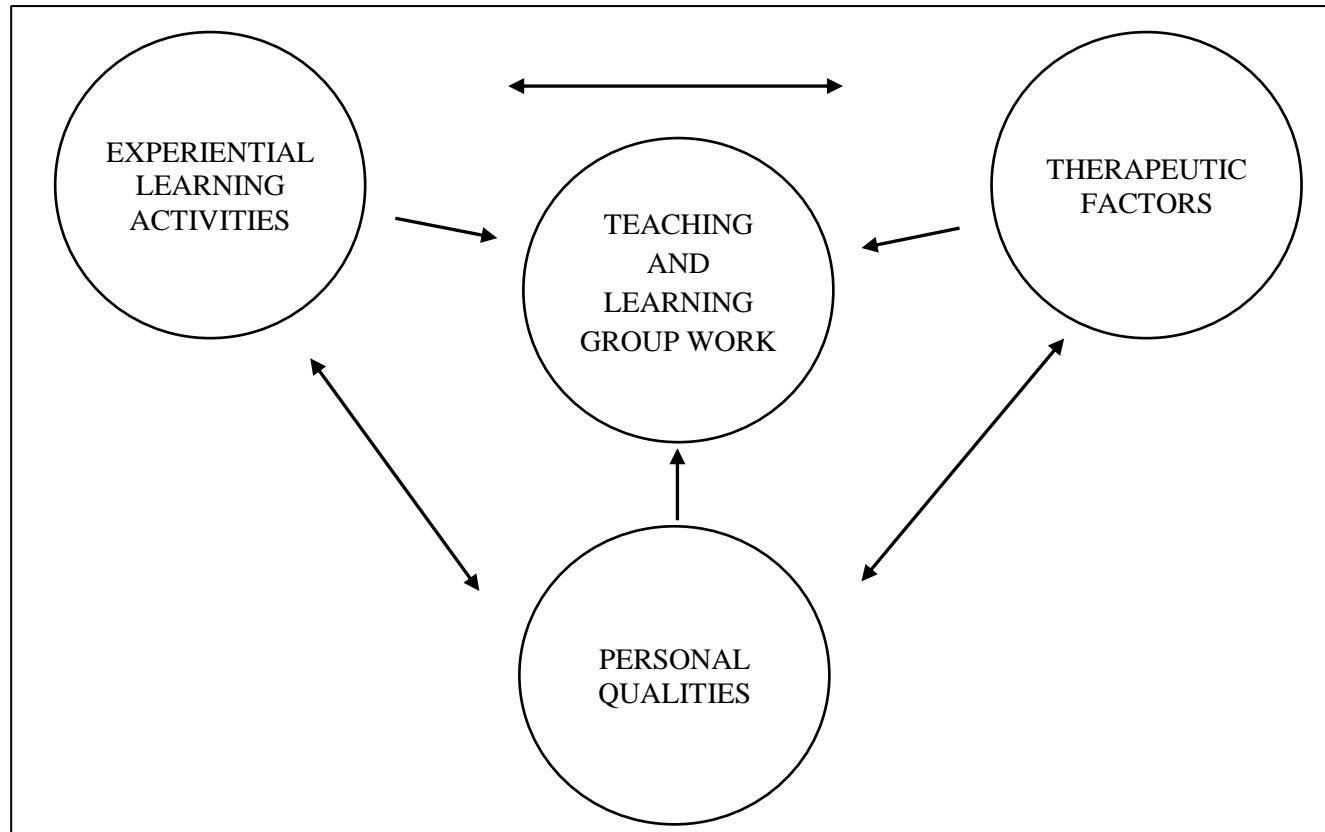 EXPERIENTIAL
LEARNING
ACTIVITIES
TEACHING
AND
LEARNING
GROUP WORK
THERAPEUTIC
FACTORS
PERSONAL
QUALITIES